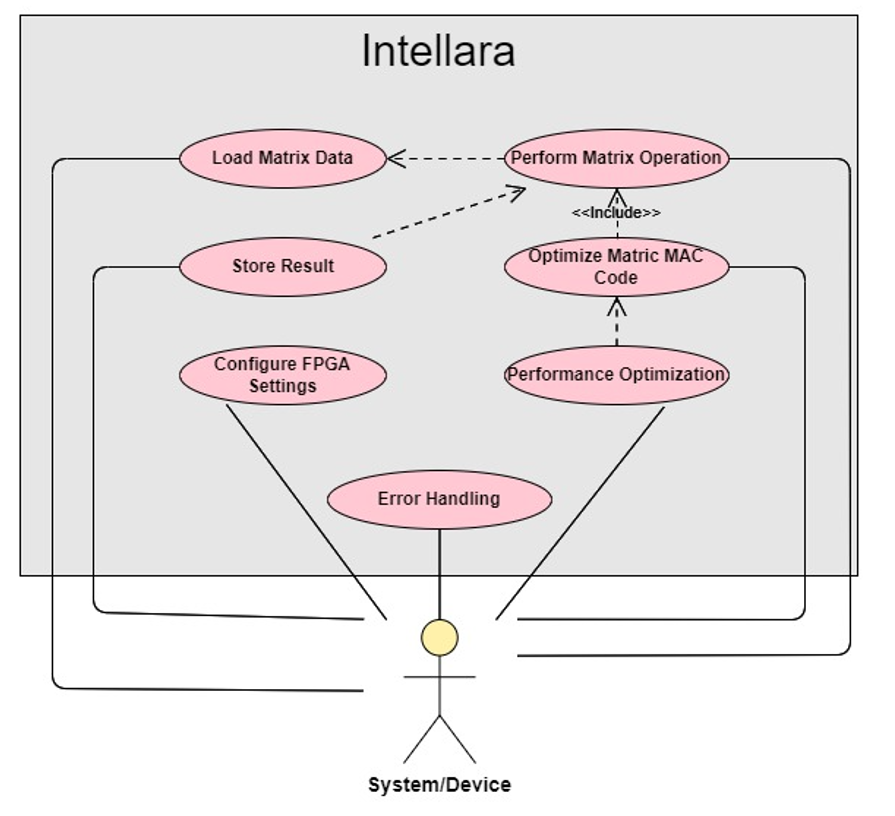 Intellara
Load Matrix Data
Perform Matrix Operation
<<Include>>
Store Result
Optimize Matric MAC
Code
Configure FPGA
Settings
Performance Optimization
Error Handling
System/Device